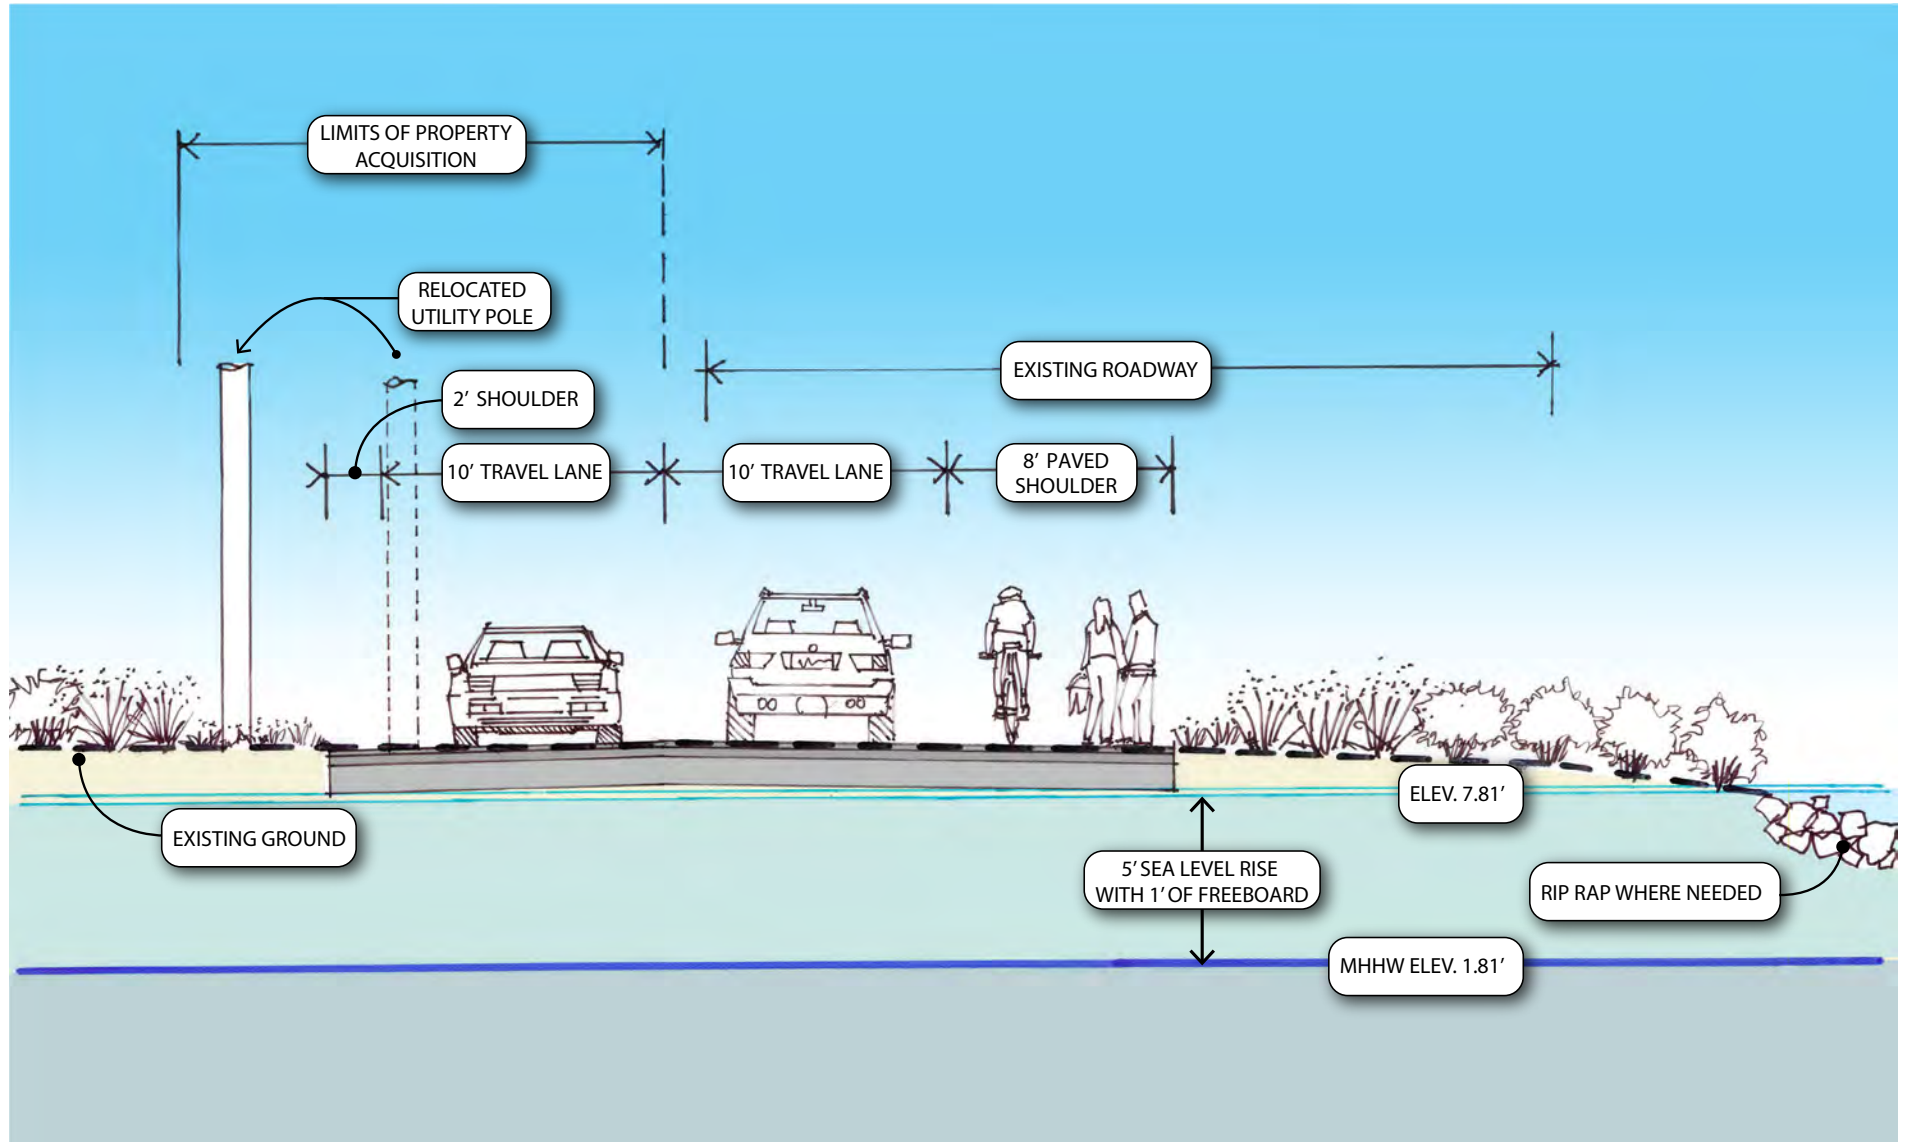 LIMITS OF PROPERTY
ACQUISITION
RELOCATED
UTILITY POLE
EXISTING ROADWAY
2’ SHOULDER
10’ TRAVEL LANE
10’ TRAVEL LANE
8’ PAVED
SHOULDER
ELEV. 7.81’
EXISTING GROUND
5’ SEA LEVEL RISE
WITH 1’ OF FREEBOARD
RIP RAP WHERE NEEDED
MHHW ELEV. 1.81’